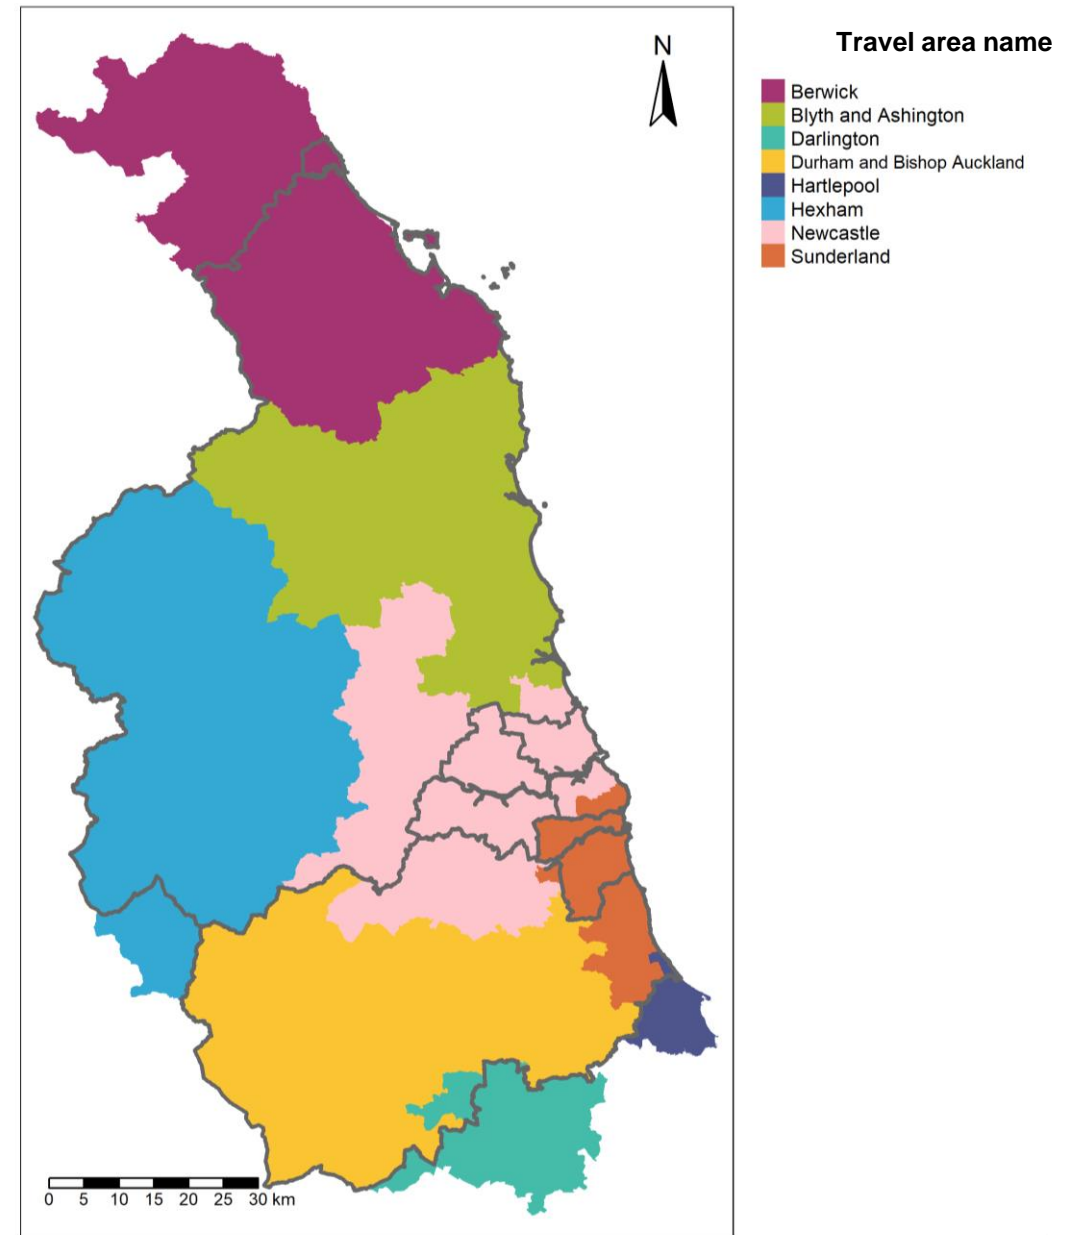 N
Travel area name
Berwick
Blyth and Ashington
Darlington
Durham and Bishop Auckland
Hartlepool
Hexham
Newcastle
Sunderland
0 5 10 15 20 25 30 km